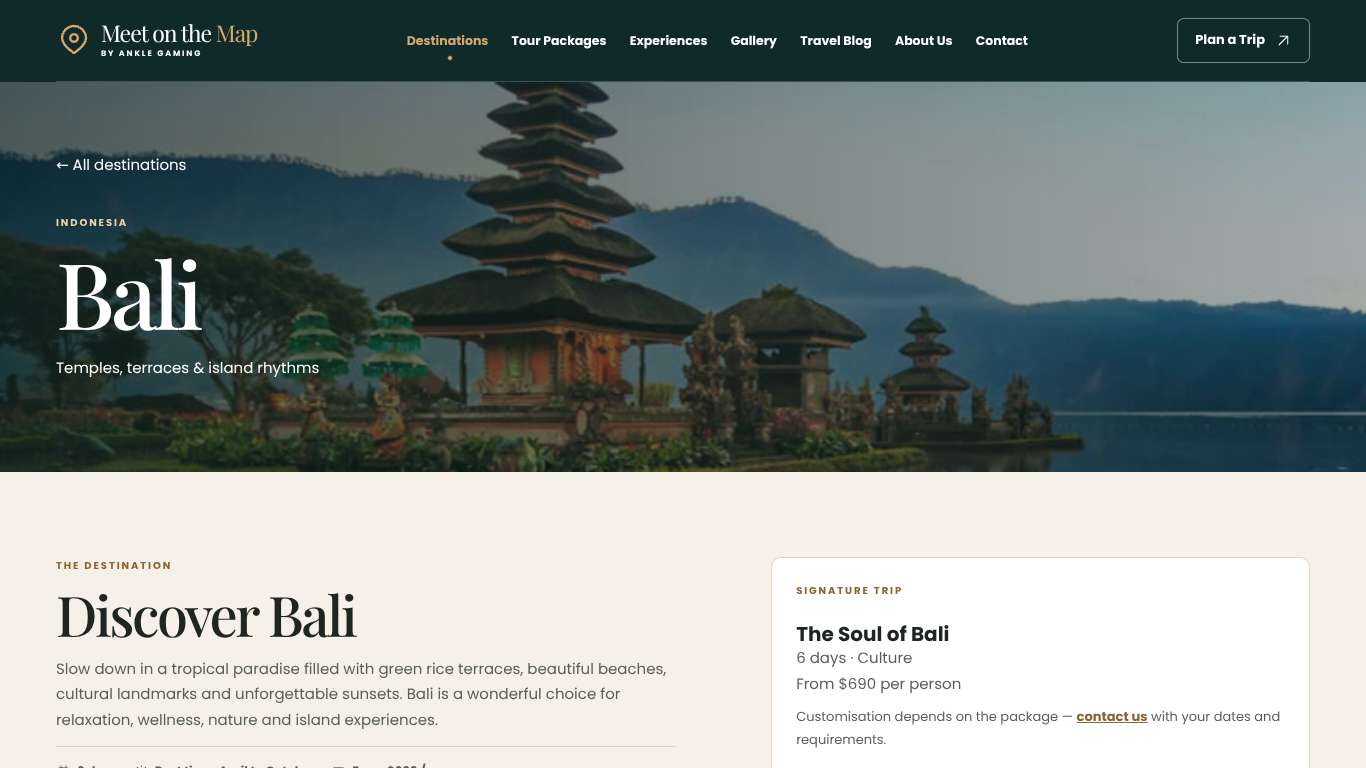 Meet on the Map
BY ANKLE GAMING
Destinations
Tour Packages
Experiences
Gallery
Travel Blog
About Us
Contact
Plan a Trip
← All destinations
INDONESIA
Bali
Temples, terraces & island rhythms
THE DESTINATION
Discover Bali
Slow down in a tropical paradise filled with green rice terraces, beautiful beaches,
cultural landmarks and unforgettable sunsets. Bali is a wonderful choice for
relaxation, wellness, nature and island experiences.
SIGNATURE TRIP
The Soul of Bali
6 days · Culture
From $690 per person
Customisation depends on the package — contact us with your dates and
requirements.